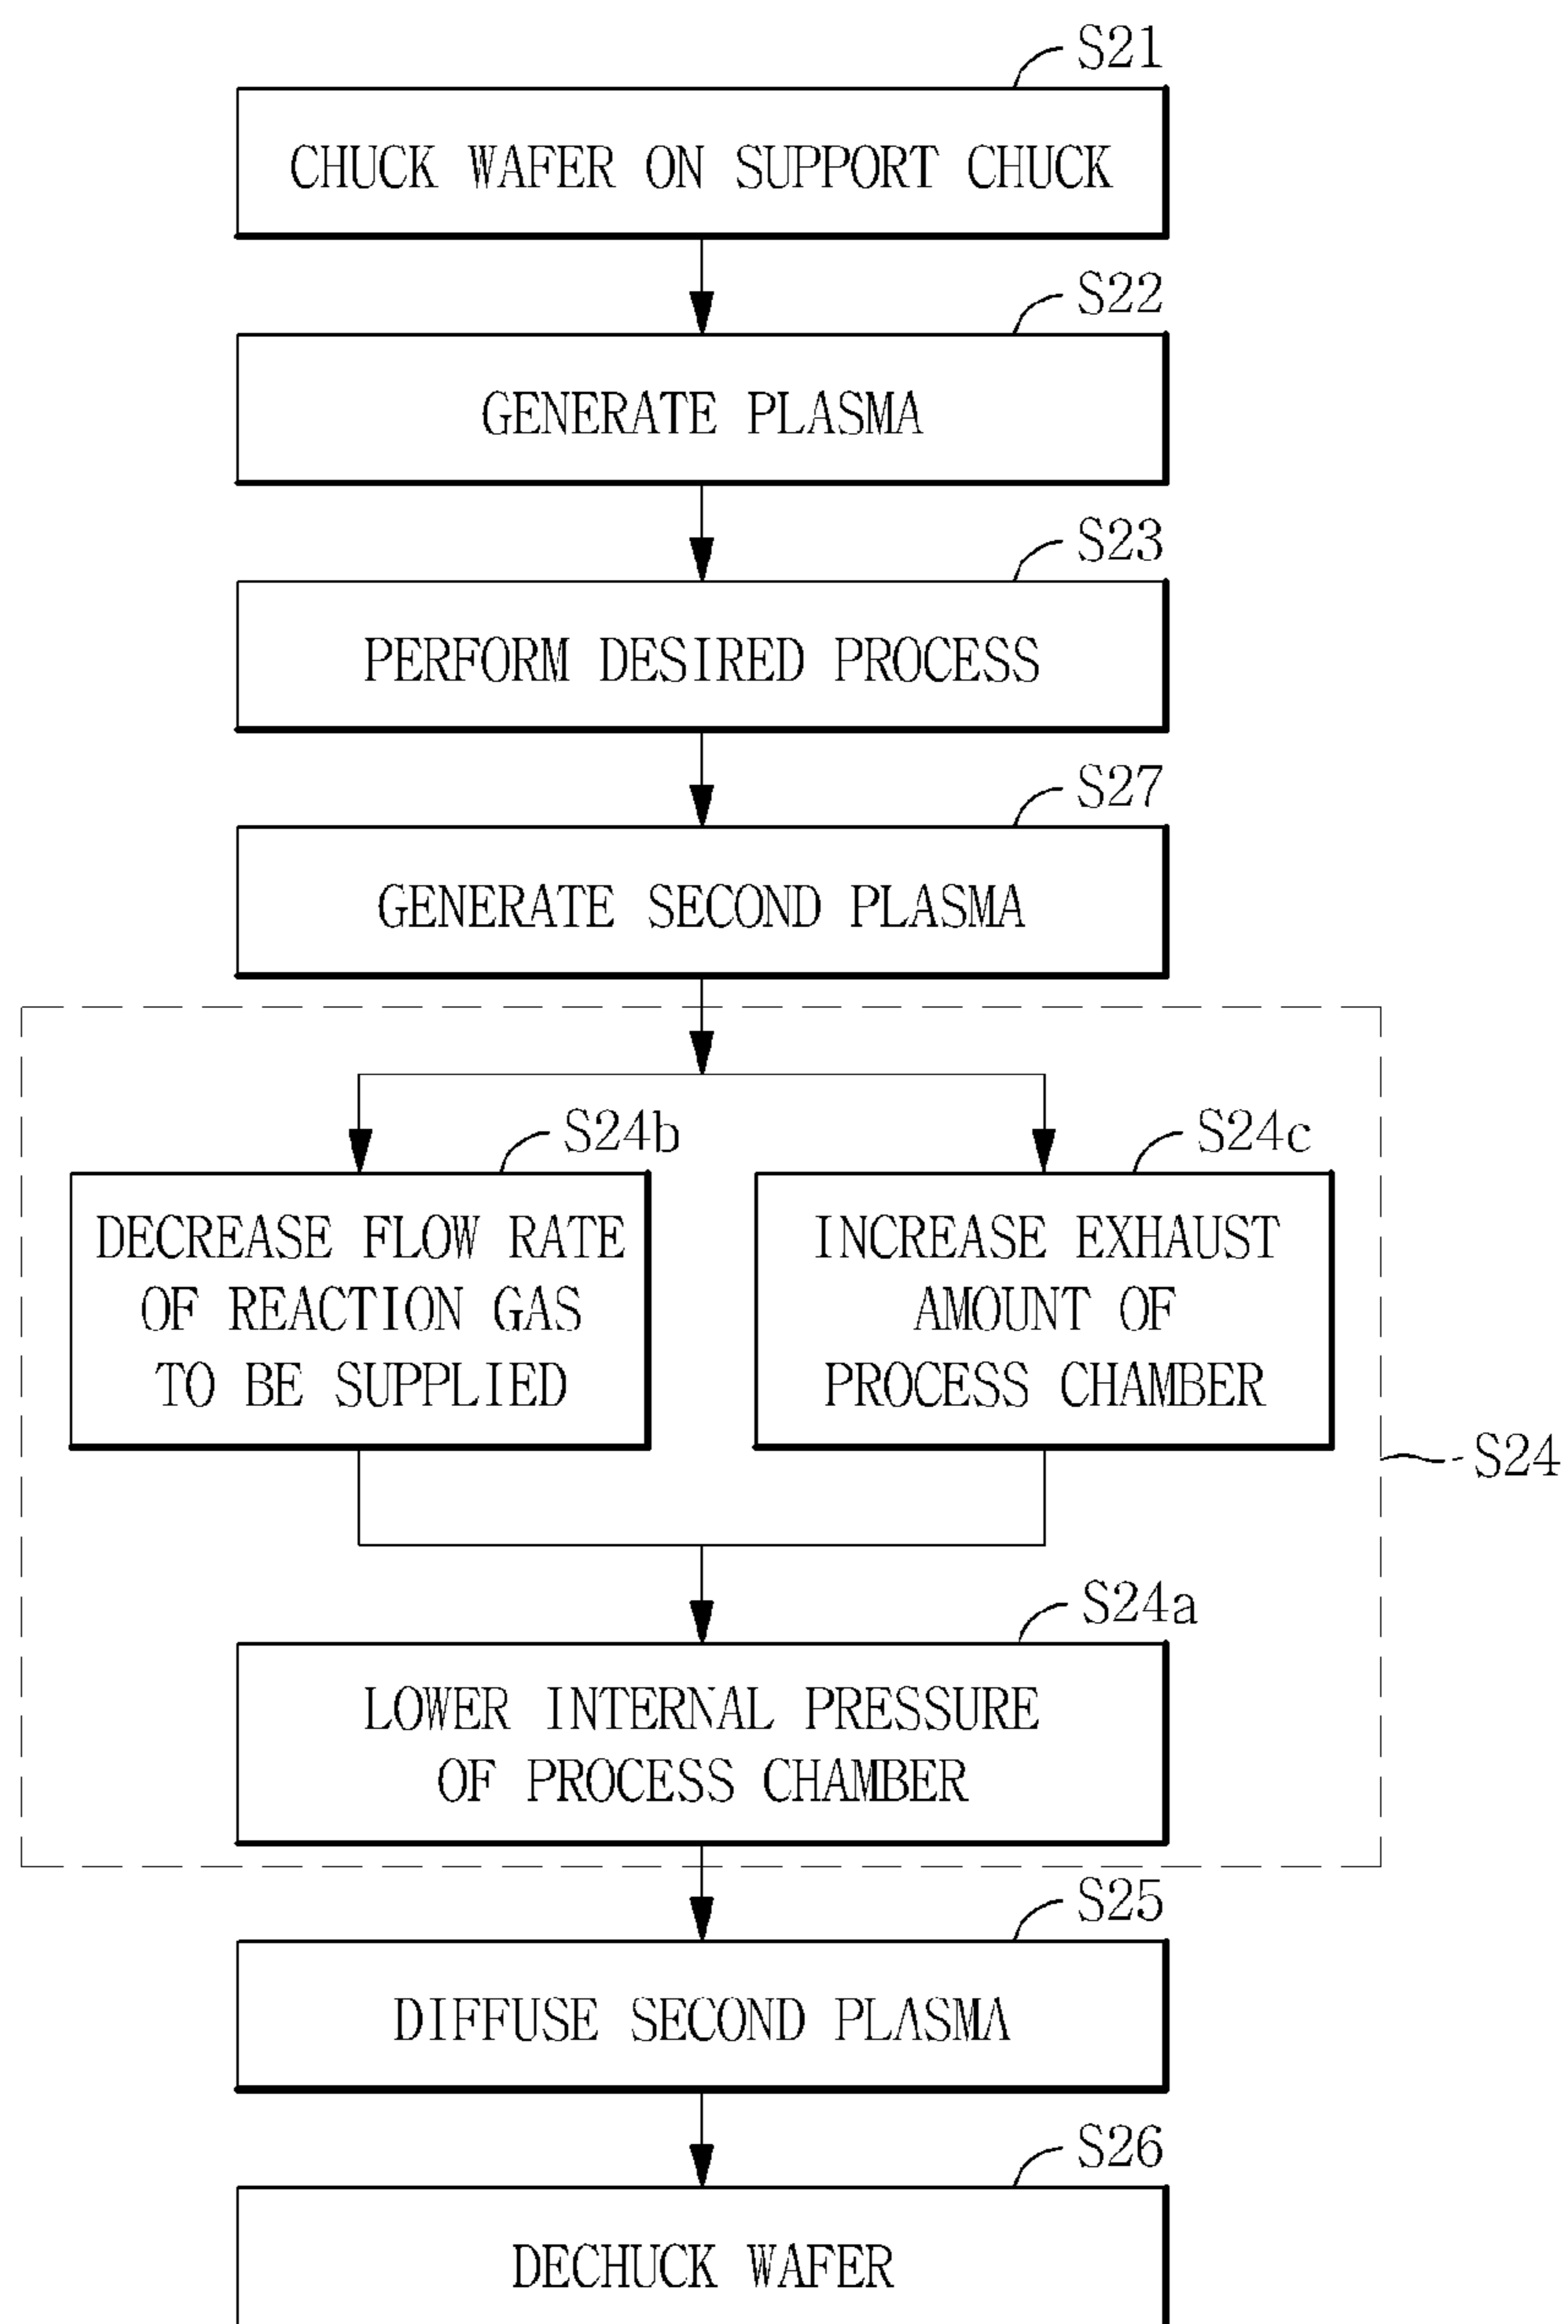 S21
CHUCK WAFER ON SUPPORT CHUCK
S22
GENERATE PLASMA
S23
PERFORM DESIRED PROCESS
S27
GENERATE SECOND PLASMA
S24b
DECREASE FLOW RATE
OF REACTION GAS
TO BE SUPPLIED
S24c
INCREASE EXHAUST
AMOUNT OF
PROCESS CHAMBER
S24
S24a
LOWER INTERNAL PRESSURE
OF PROCESS CHAMBER
S25
DIFFUSE SECOND PLASMA
S26
DECHUCK WAFER